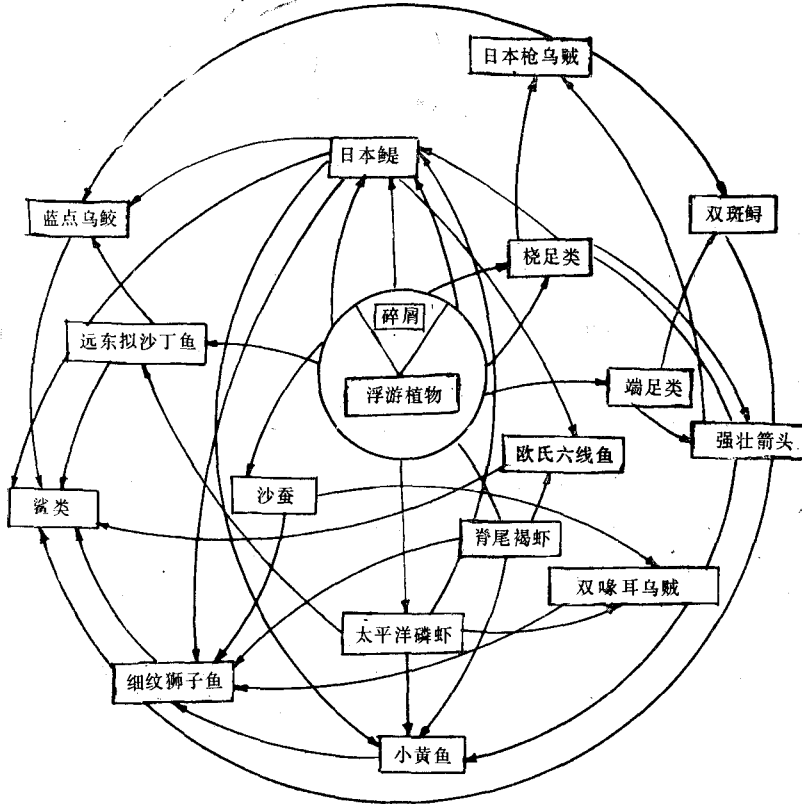 日本枪乌贼
日本鳀
蓝点乌鲛
双斑蟳
桡足类
碎屑
远东拟沙丁鱼
浮游植物
端足类
强壮箭头
欧氏六线鱼
鲨类
沙蚕
脊尾褐虾
双喙耳乌贼
太平洋磷虾
细纹狮子鱼
小黄鱼